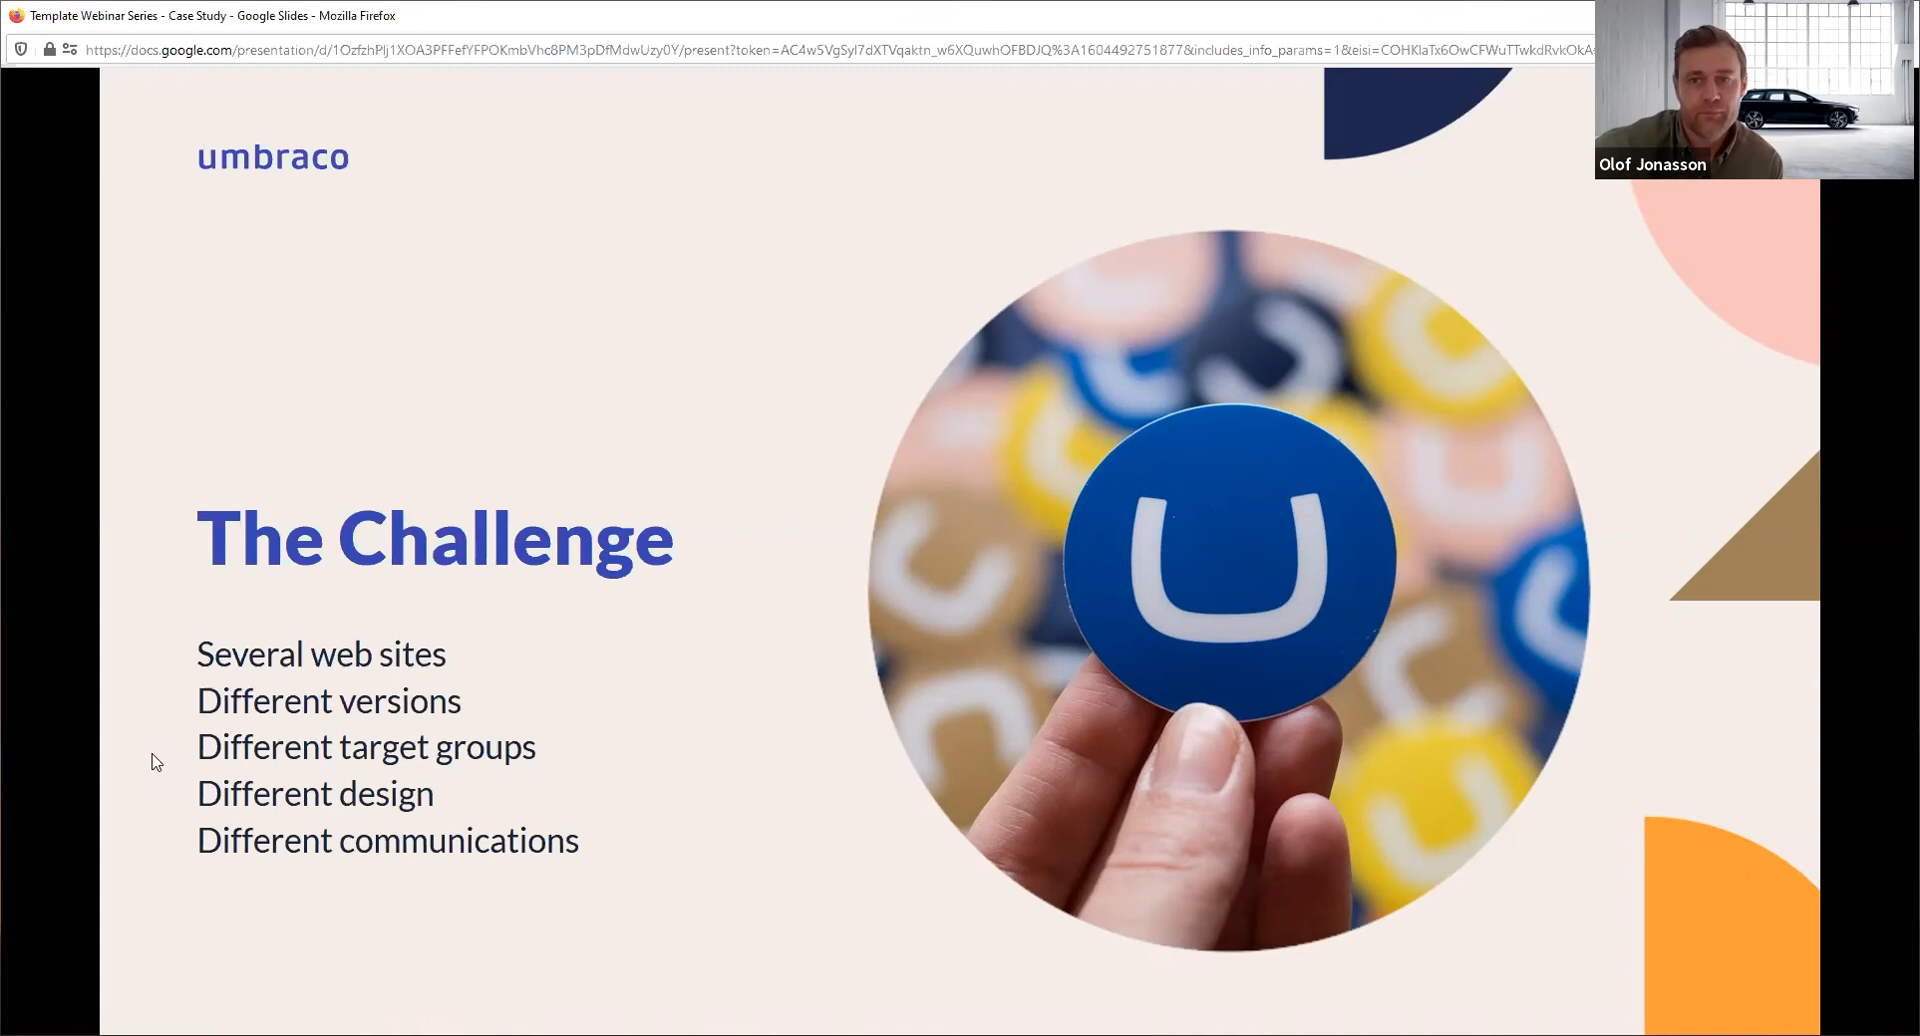 Template Webinar Series - Case Study - Google Slides - Mozilla Firefox
https://docs.google.com/presentation/d/1OzfzhPlj1XOA3PFFefYFPOKmbVhc8PM3pDfMdwUzy0Y/present?token=AC4w5VgSyl7dXTVqaktn_w6XQuwhOFBDJQ%3A1604492751877&includes_info_params=1&eisi=COHKlaTx6OwCFWuTTwkdRvkOkA
Olof Jonasson
umbraco
The Challenge
Several web sites
Different versions
Different target groups
Different design
Different communications